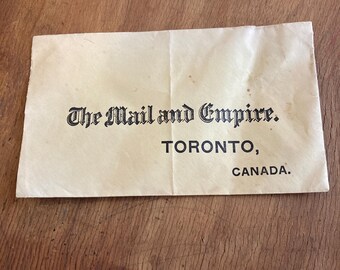 The Mail and Empire.
TORONTO,
CANADA.